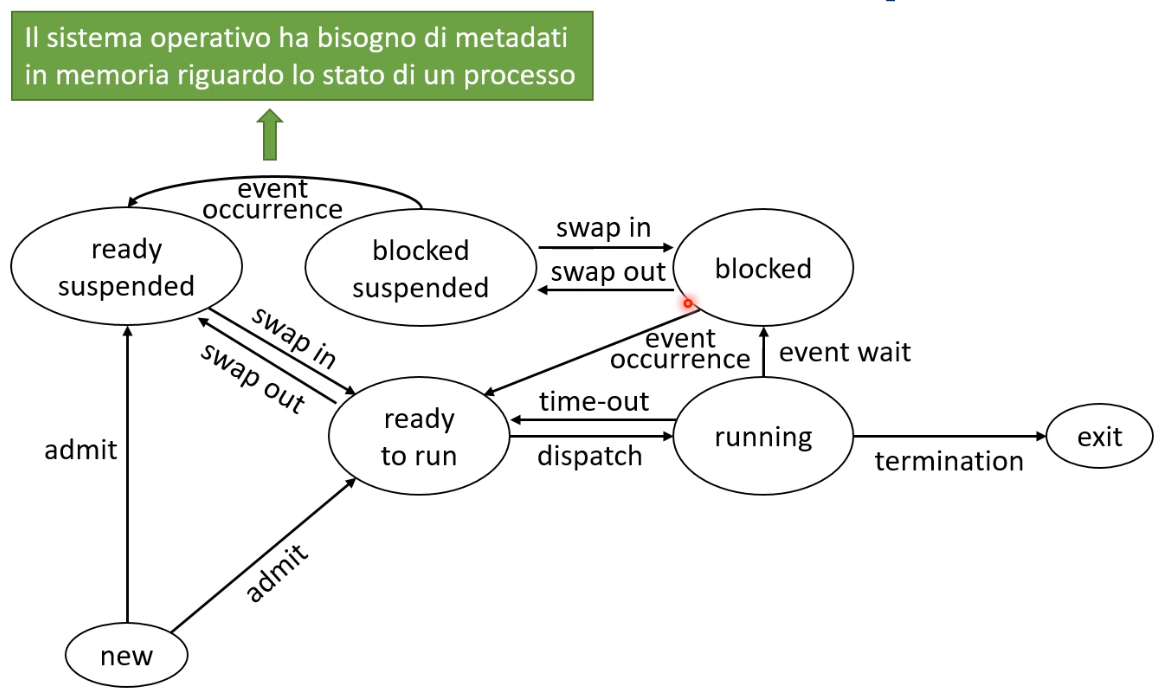 Il sistema operativo ha bisogno di metadati
in memoria riguardo lo stato di un processo
event
occurrence
ready
suspended
blocked
suspended
swap in
swap out
blocked
swap in
swap out
event
occurrence
event wait
admit
ready
to run
time-out
dispatch
running
termination
exit
admit
new